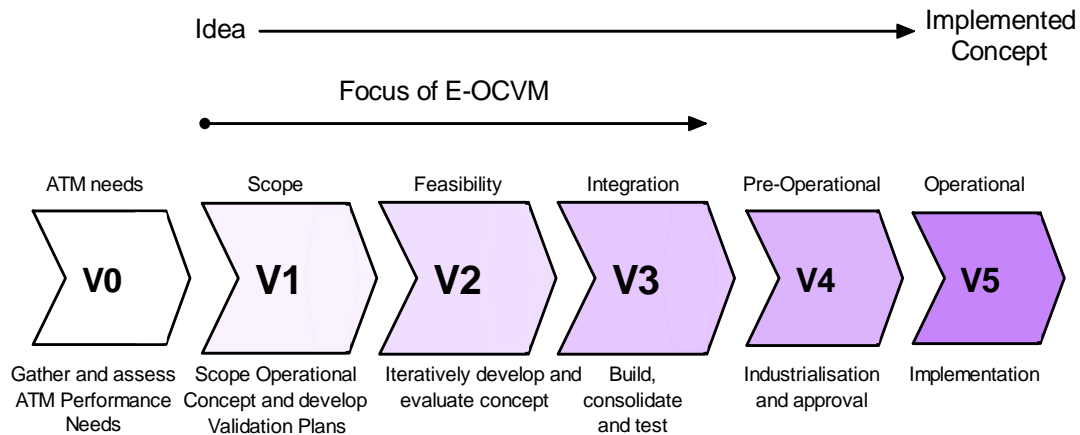 Idea
Implemented
Concept
Focus of E-OCVM
ATM needs
Scope
Feasibility
Integration
Pre-Operational
Operational
V0
V1
V2
V3
V4
V5
Gather and assess
ATM Performance
Needs
Scope Operational
Concept and develop
Validation Plans
Iteratively develop and
evaluate concept
Build,
consolidate
and test
Industrialisation
and approval
Implementation